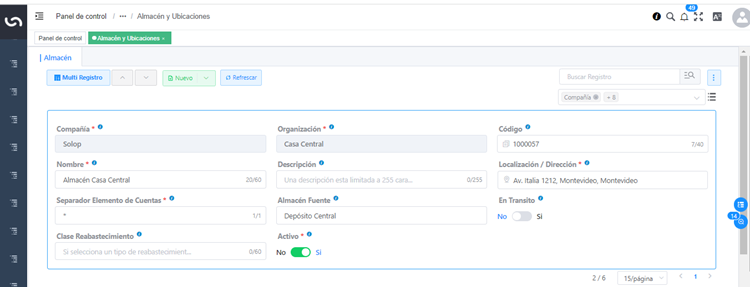 Panel de control / ••• / Almacén y Ubicaciones
49
Panel de control
Almacén y Ubicaciones ×
Almacén
Multi Registro
Nuevo
Refrescar
Buscar Registro
Compañía
+ 8
Compañía *
Organización *
Código
Solop
Casa Central
1000057
7/40
Nombre *
Descripción
Localización / Dirección *
Almacén Casa Central
20/60
Una descripción esta limitada a 255 cara...
0/255
Av. Italia 1212, Montevideo, Montevideo
Separador Elemento de Cuentas *
Almacén Fuente
En Transito
*
1/1
Depósito Central
No
Sí
14
Clase Reabastecimiento
Activo *
Si selecciona un tipo de reabastecimient...
0/60
No
Sí
2 / 6
15/página
1